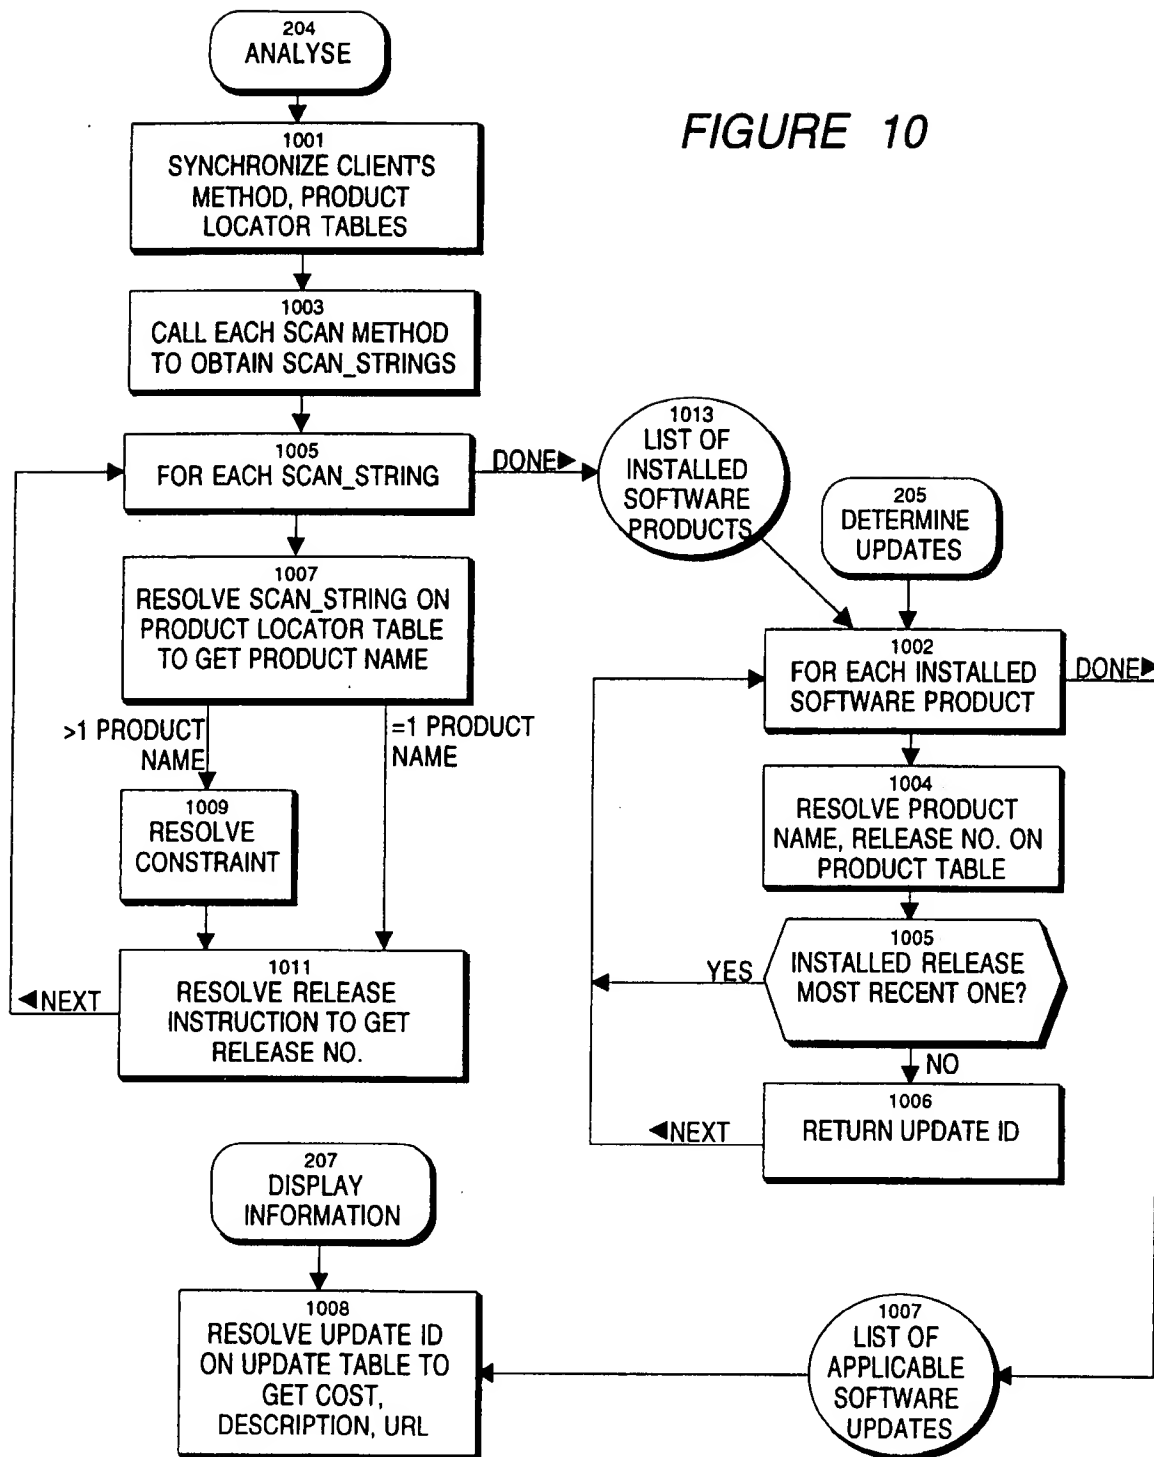 FIGURE 10
204
ANALYSE
1001
SYNCHRONIZE CLIENT'S
METHOD, PRODUCT
LOCATOR TABLES
1003
CALL EACH SCAN METHOD
TO OBTAIN SCAN_STRINGS
1005
FOR EACH SCAN_STRING
DONE
1007
RESOLVE SCAN_STRING ON
PRODUCT LOCATOR TABLE
TO GET PRODUCT NAME
>1 PRODUCT
NAME
=1 PRODUCT
NAME
1009
RESOLVE
CONSTRAINT
1011
RESOLVE RELEASE
INSTRUCTION TO GET
RELEASE NO.
NEXT
1013
LIST OF
INSTALLED
SOFTWARE
PRODUCTS
205
DETERMINE
UPDATES
1002
FOR EACH INSTALLED
SOFTWARE PRODUCT
DONE
1004
RESOLVE PRODUCT
NAME, RELEASE NO. ON
PRODUCT TABLE
1005
INSTALLED RELEASE
MOST RECENT ONE?
YES
NO
1006
RETURN UPDATE ID
NEXT
207
DISPLAY
INFORMATION
1008
RESOLVE UPDATE ID
ON UPDATE TABLE TO
GET COST,
DESCRIPTION, URL
1007
LIST OF
APPLICABLE
SOFTWARE
UPDATES